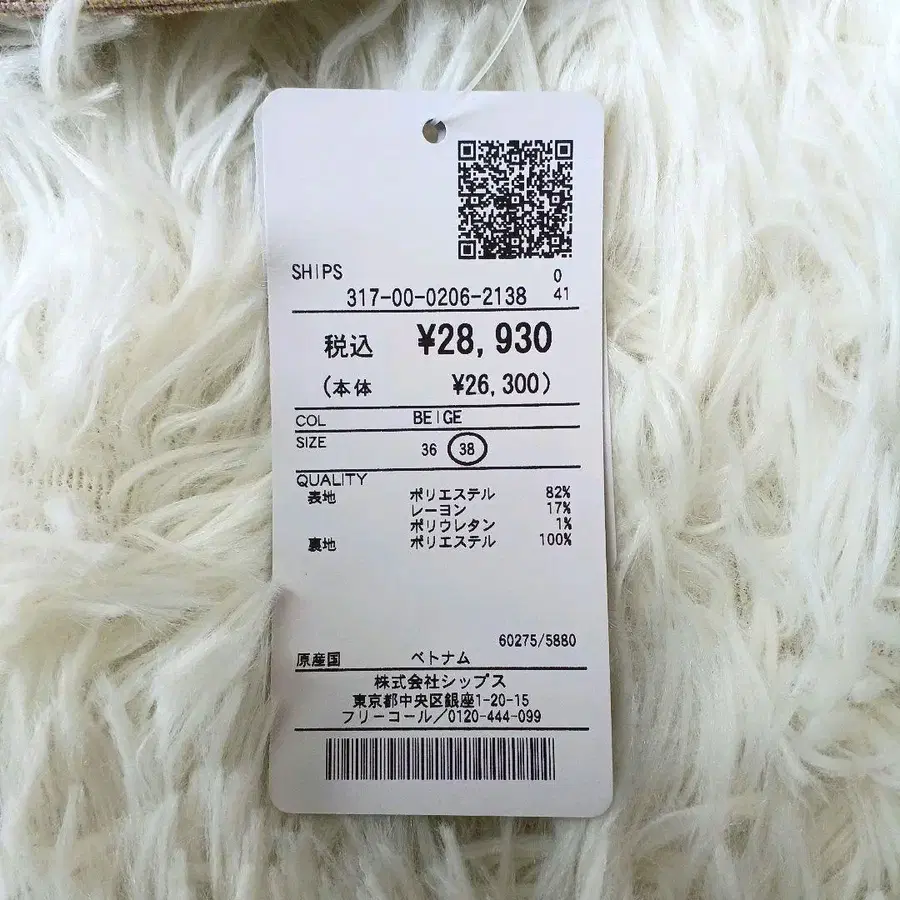 SHIPS 0
317-00-0206-2138 41
税込 ¥28,930
(本体 ¥26,300)
COL BEIGE
SIZE 36 38
QUALITY
表地 ポリエステル 82%
レーヨン 17%
ポリウレタン 1%
裏地 ポリエステル 100%
60275/5880
原産国 ベトナム
株式会社シップス
東京都中央区銀座1-20-15
フリーコール/0120-444-099